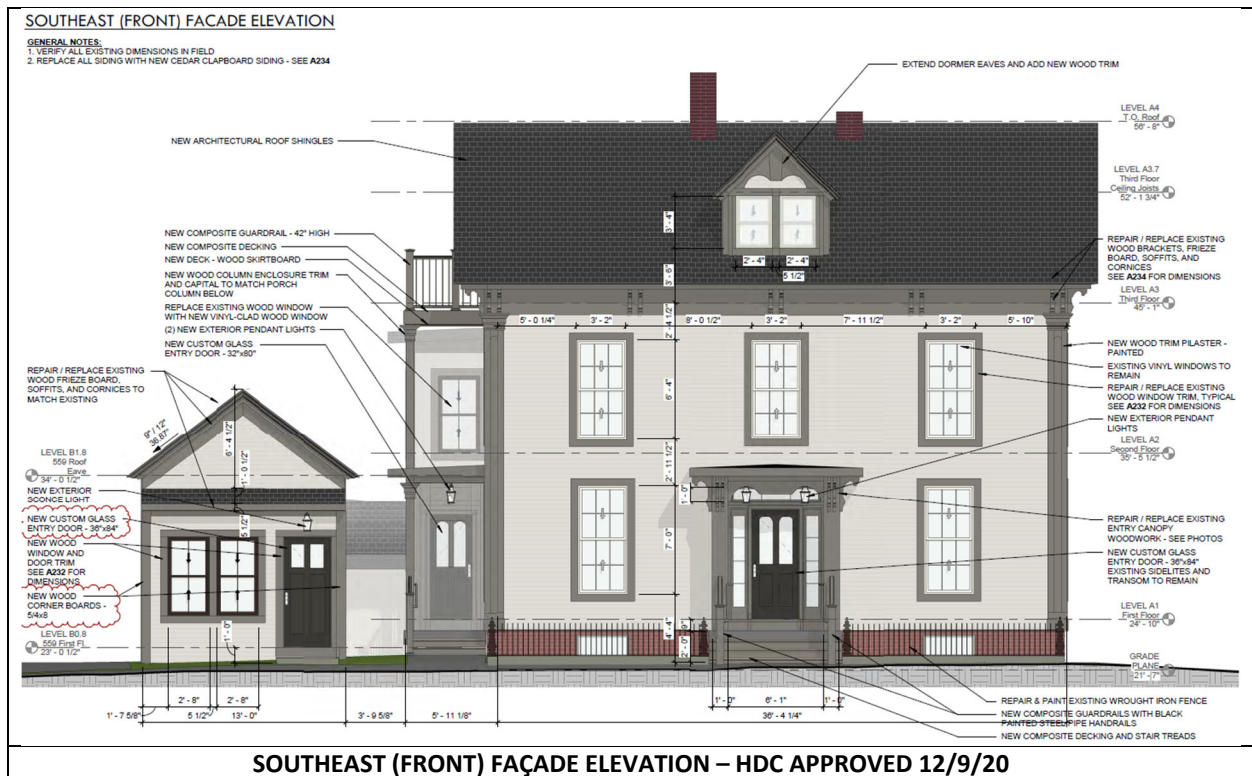 SOUTHEAST (FRONT) FACADE ELEVATION
GENERAL NOTES:
1. VERIFY ALL EXISTING DIMENSIONS IN FIELD
2. REPLACE ALL SIDING WITH NEW CEDAR CLAPBOARD SIDING - SEE A234
EXTEND DORMER EAVES AND ADD NEW WOOD TRIM
NEW ARCHITECTURAL ROOF SHINGLES
LEVEL A4
T.O. Roof
56' - 8"
LEVEL A3.7
Third Floor
Ceiling Joists
52' - 1 3/4"
NEW COMPOSITE GUARDRAIL - 42" HIGH
NEW COMPOSITE DECKING
NEW DECK - WOOD SKIRTBOARD
NEW WOOD COLUMN ENCLOSURE TRIM
AND CAPITAL TO MATCH PORCH
COLUMN BELOW
REPLACE EXISTING WOOD WINDOW
WITH NEW VINYL-CLAD WOOD WINDOW
(2) NEW EXTERIOR PENDANT LIGHTS
NEW CUSTOM GLASS
ENTRY DOOR - 32"x80"
3' - 4"
2' - 4"
2' - 4"
5 1/2"
3' - 6"
REPAIR / REPLACE EXISTING
WOOD BRACKETS, FRIEZE
BOARD, SOFFITS, AND
CORNICES
SEE A234 FOR DIMENSIONS
LEVEL A3
Third Floor
45' - 1"
5' - 0 1/4"
3' - 2"
2' - 4 1/2"
8' - 0 1/2"
3' - 2"
7' - 11 1/2"
3' - 2"
5' - 10"
NEW WOOD TRIM PILASTER -
PAINTED
EXISTING VINYL WINDOWS TO
REMAIN
REPAIR / REPLACE EXISTING
WOOD WINDOW TRIM, TYPICAL
SEE A232 FOR DIMENSIONS
NEW EXTERIOR PENDANT
LIGHTS
6' - 4"
REPAIR / REPLACE EXISTING
WOOD FRIEZE BOARD,
SOFFITS, AND CORNICES TO
MATCH EXISTING
9" / 12"
36.87°
6' - 4 1/2"
1' - 0 1/2"
LEVEL B1.8
559 Roof
Eave
34' - 0 1/2"
LEVEL A2
Second Floor
35' - 5 1/2"
2' - 11 1/2"
1' - 0"
NEW EXTERIOR
SCONCE LIGHT
NEW CUSTOM GLASS
ENTRY DOOR - 36"x84"
NEW WOOD
WINDOW AND
DOOR TRIM
SEE A232 FOR
DIMENSIONS
NEW WOOD
CORNER BOARDS -
5/4x8
5 1/2"
7' - 0"
REPAIR / REPLACE EXISTING
ENTRY CANOPY
WOODWORK - SEE PHOTOS
NEW CUSTOM GLASS
ENTRY DOOR - 36"x84"
EXISTING SIDELITES AND
TRANSOM TO REMAIN
LEVEL A1
First Floor
24' - 10"
LEVEL B0.8
559 First Fl.
23' - 0 1/2"
1' - 0"
4' - 4"
2' - 0"
GRADE
PLANE
21' - 7"
2' - 8"
2' - 8"
1' - 7 5/8"
5 1/2"
13' - 0"
3' - 9 5/8"
5' - 11 1/8"
1' - 0"
6' - 1"
1' - 0"
36' - 4 1/4"
REPAIR & PAINT EXISTING WROUGHT IRON FENCE
NEW COMPOSITE GUARDRAILS WITH BLACK
PAINTED STEEL PIPE HANDRAILS
NEW COMPOSITE DECKING AND STAIR TREADS
SOUTHEAST (FRONT) FAÇADE ELEVATION – HDC APPROVED 12/9/20